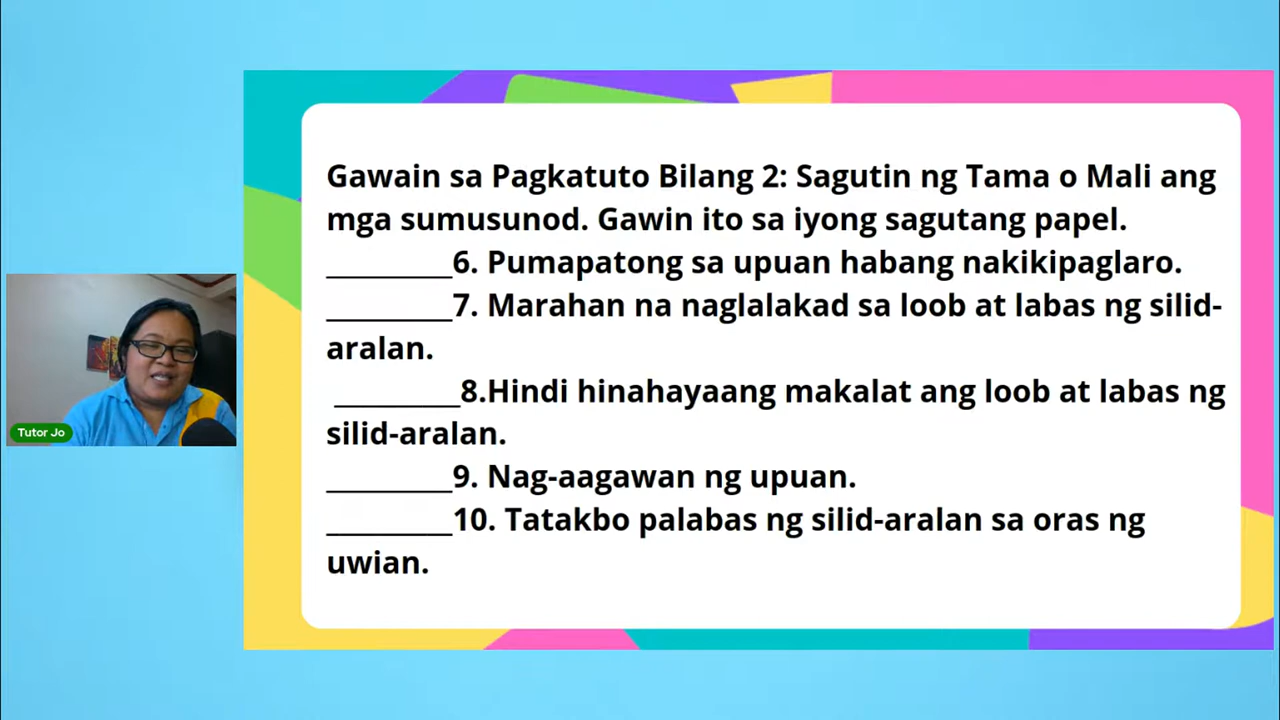 Gawain sa Pagkatuto Bilang 2: Sagutin ng Tama o Mali ang
mga sumusunod. Gawin ito sa iyong sagutang papel.
_________6. Pumapatong sa upuan habang nakikipaglaro.
_________7. Marahan na naglalakad sa loob at labas ng silid-
aralan.
_________8.Hindi hinahayaang makalat ang loob at labas ng
silid-aralan.
_________9. Nag-aagawan ng upuan.
_________10. Tatakbo palabas ng silid-aralan sa oras ng
uwian.
Tutor Jo